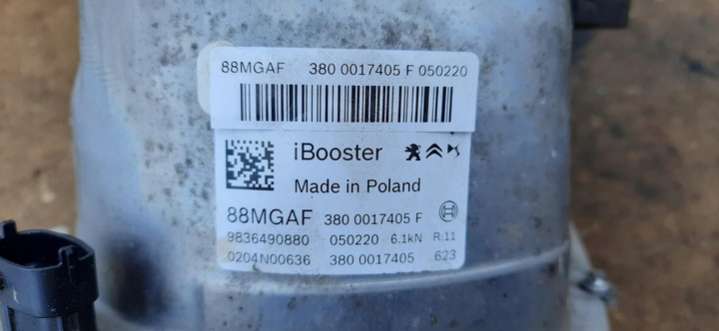 88MGAF 380 0017405 F 050220
iBooster
Made in Poland
88MGAF 380 0017405 F
9836490880 050220 6.1kN R:11
0204N00636 380 0017405 623